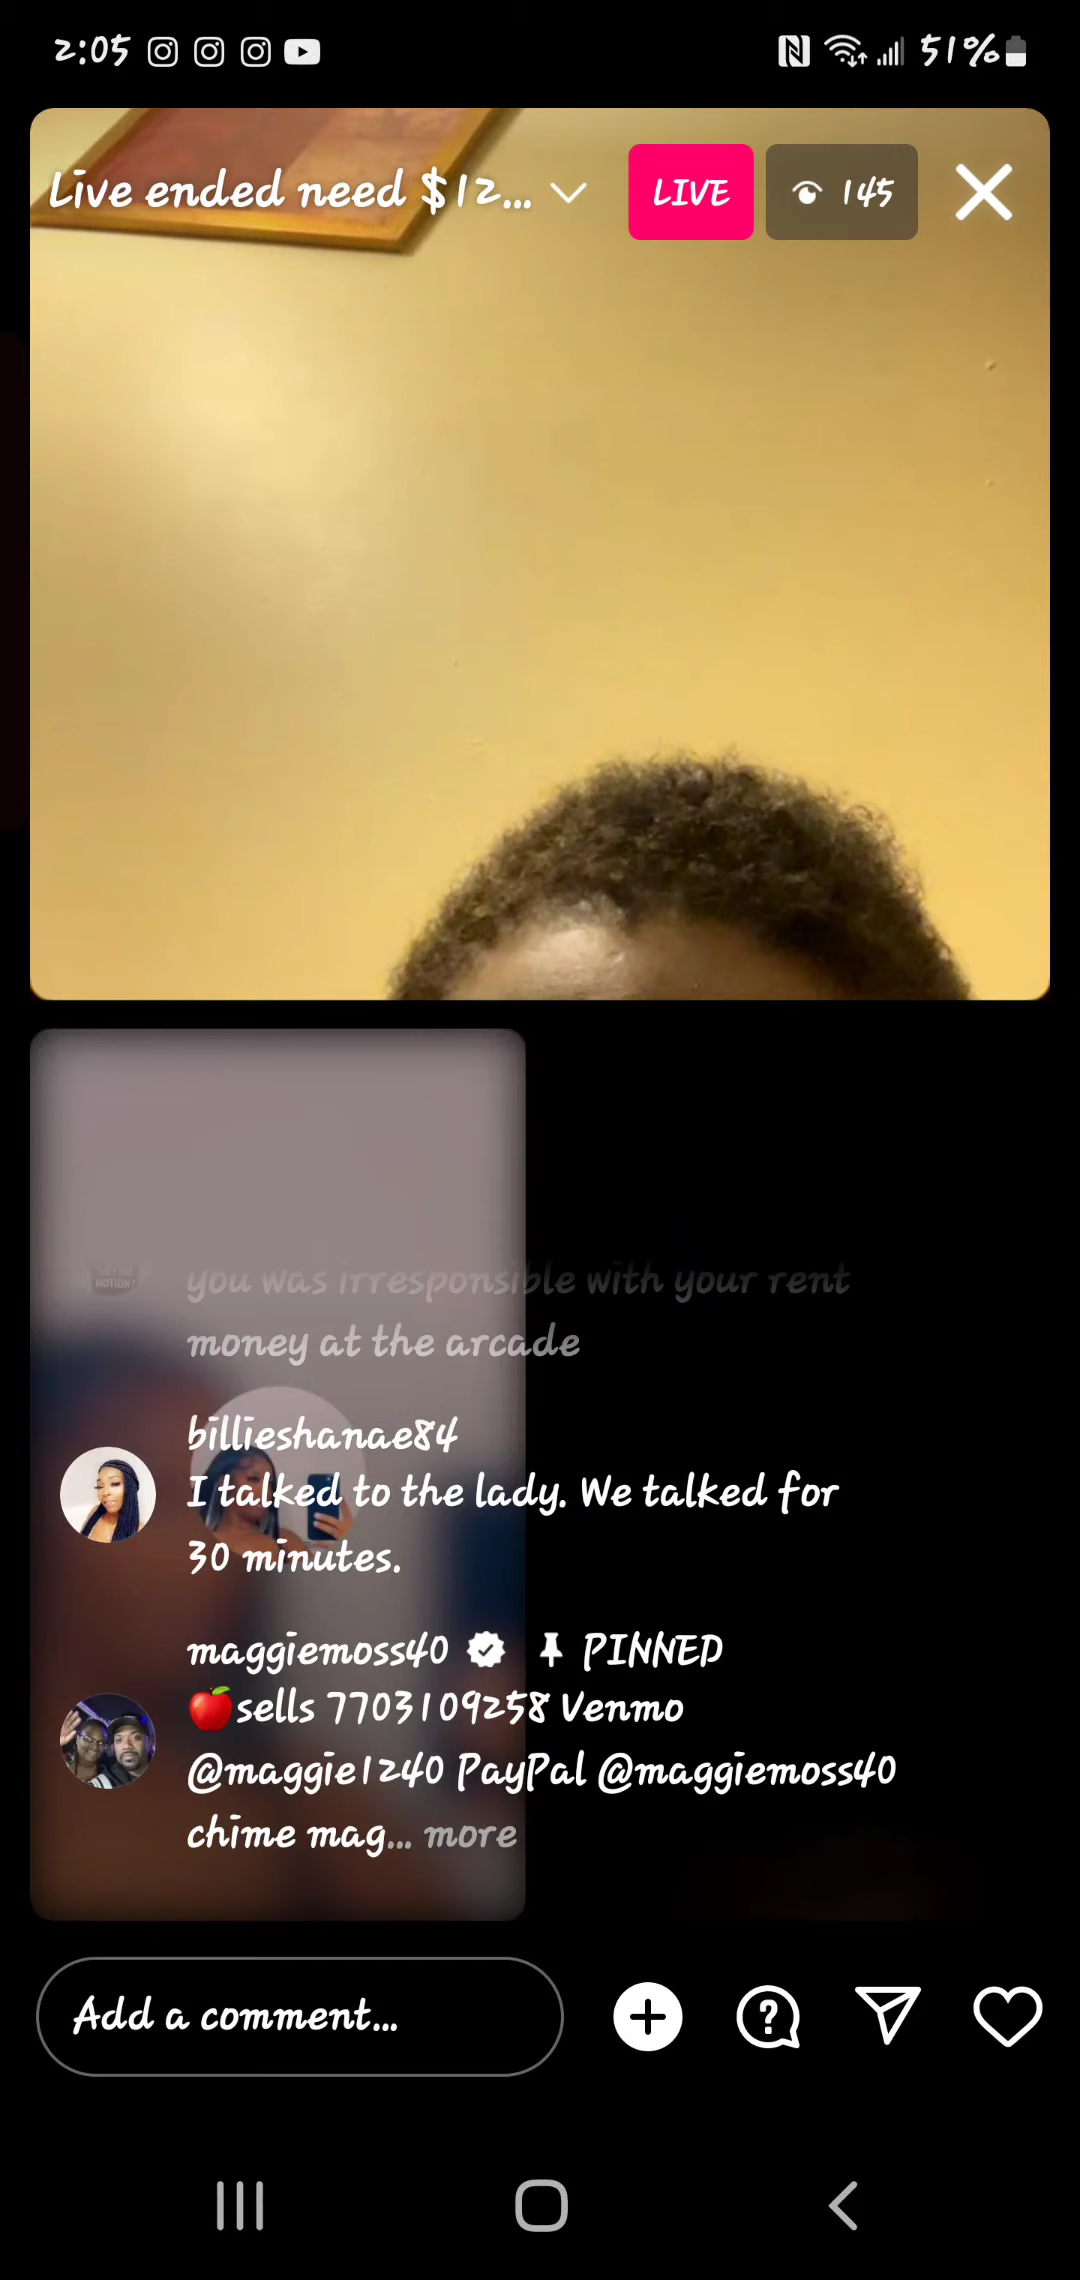 2:05
51%
Live ended need $12...
LIVE
145
NOTION!
you was irresponsible with your rent
money at the arcade
billieshanae84
I talked to the lady. We talked for
30 minutes.
maggiemoss40 PINNED
🍎sells 7703109258 Venmo
@maggie1240 PayPal @maggiemoss40
chime mag... more
Add a comment...